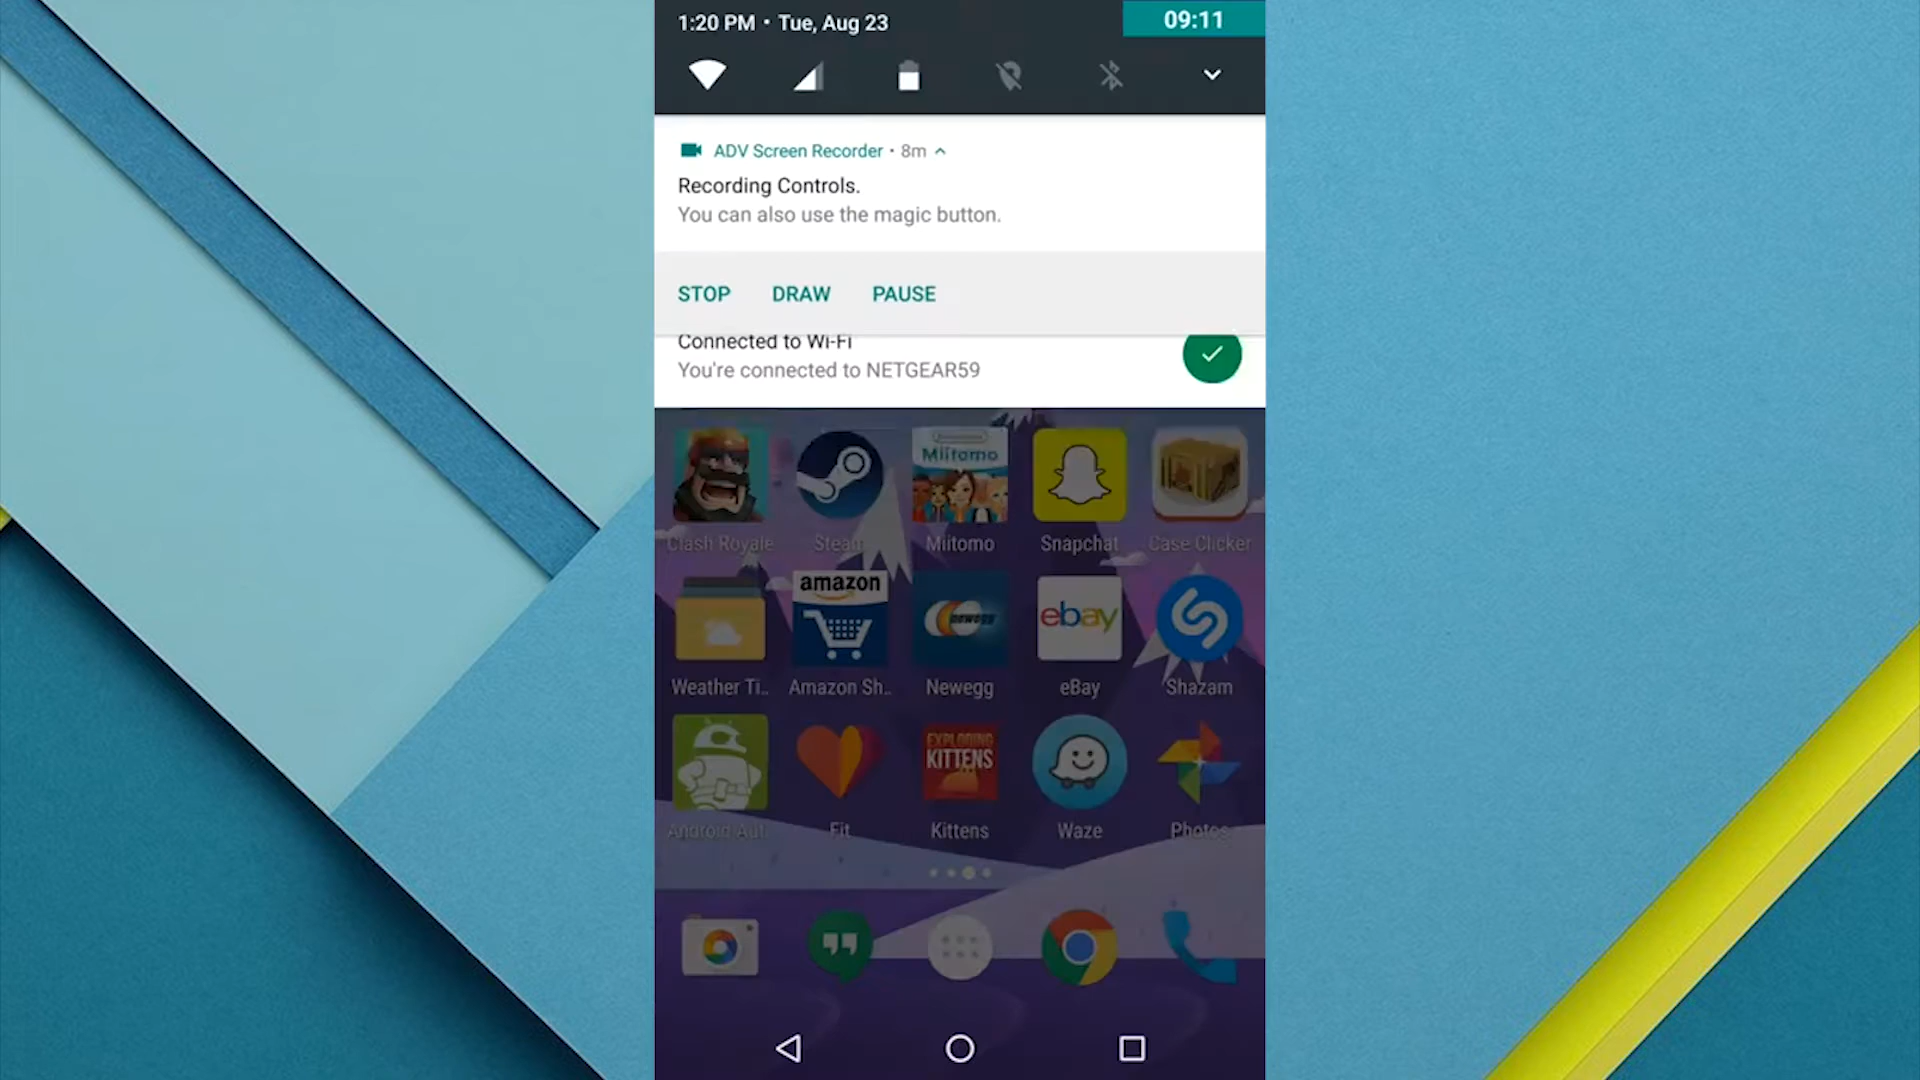 1:20 PM • Tue, Aug 23
09:11
ADV Screen Recorder • 8m
Recording Controls.
You can also use the magic button.
STOP DRAW PAUSE
Connected to Wi-Fi
You're connected to NETGEAR59
Miitomo
Clash Royale Steam Miitomo Snapchat Case Clicker
amazon
newegg
ebay
Weather Ti.. Amazon Sh.. Newegg eBay Shazam
EXPLODING
KITTENS
Android Aut.. Fit Kittens Waze Photos